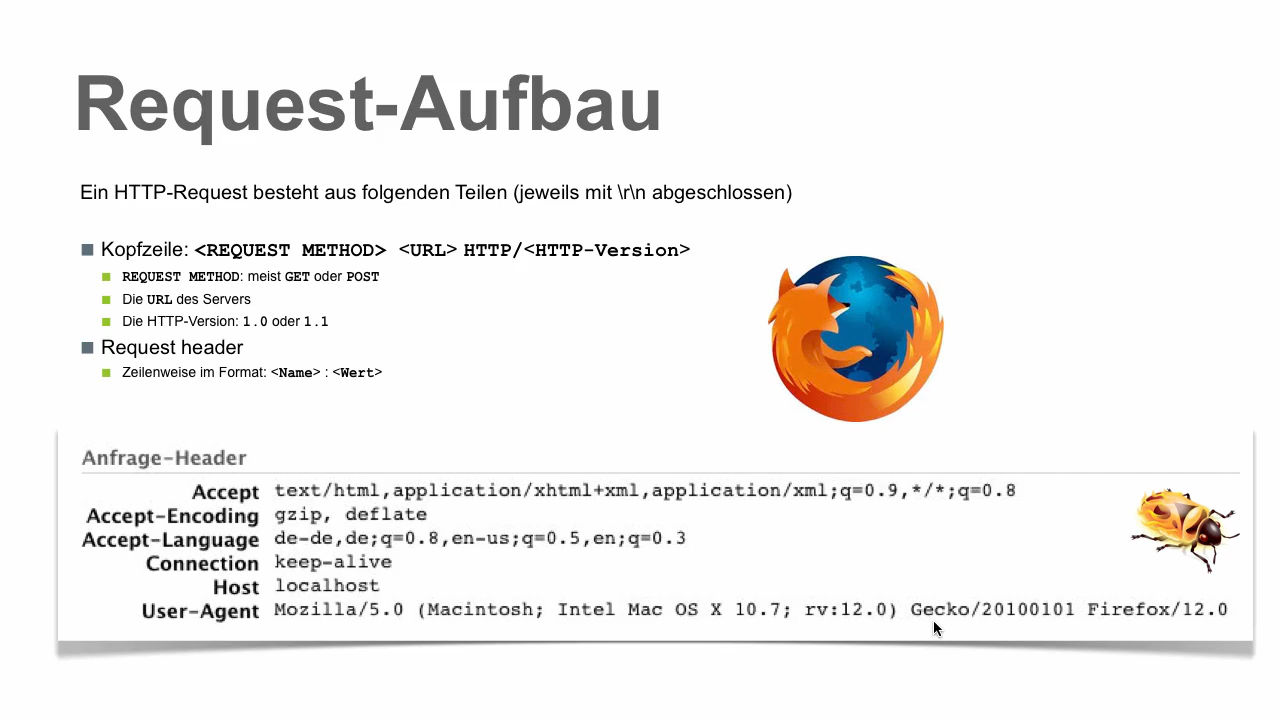 Request-Aufbau
Ein HTTP-Request besteht aus folgenden Teilen (jeweils mit \r\n abgeschlossen)
Kopfzeile: <REQUEST METHOD> <URL> HTTP/<HTTP-Version>
REQUEST METHOD: meist GET oder POST
Die URL des Servers
Die HTTP-Version: 1.0 oder 1.1
Request header
Zeilenweise im Format: <Name> : <Wert>
Anfrage-Header
Accept text/html,application/xhtml+xml,application/xml;q=0.9,*/*;q=0.8
Accept-Encoding gzip, deflate
Accept-Language de-de,de;q=0.8,en-us;q=0.5,en;q=0.3
Connection keep-alive
Host localhost
User-Agent Mozilla/5.0 (Macintosh; Intel Mac OS X 10.7; rv:12.0) Gecko/20100101 Firefox/12.0